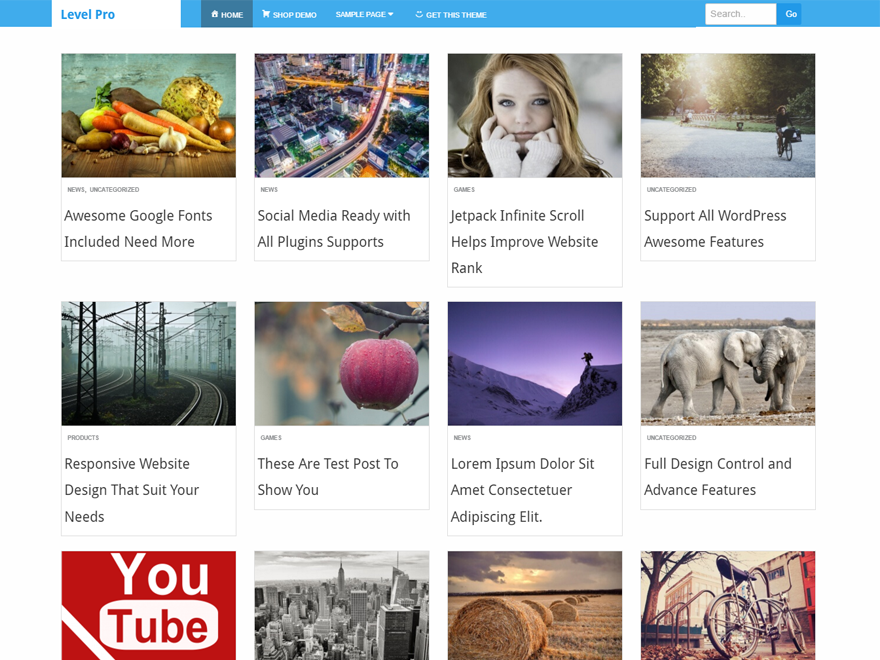 Level Pro
HOME
SHOP DEMO
SAMPLE PAGE
GET THIS THEME
Search..
Go
NEWS, UNCATEGORIZED
Awesome Google Fonts
Included Need More
NEWS
Social Media Ready with
All Plugins Supports
GAMES
Jetpack Infinite Scroll
Helps Improve Website
Rank
UNCATEGORIZED
Support All WordPress
Awesome Features
PRODUCTS
Responsive Website
Design That Suit Your
Needs
GAMES
These Are Test Post To
Show You
NEWS
Lorem Ipsum Dolor Sit
Amet Consectetuer
Adipiscing Elit.
UNCATEGORIZED
Full Design Control and
Advance Features
You
Tube